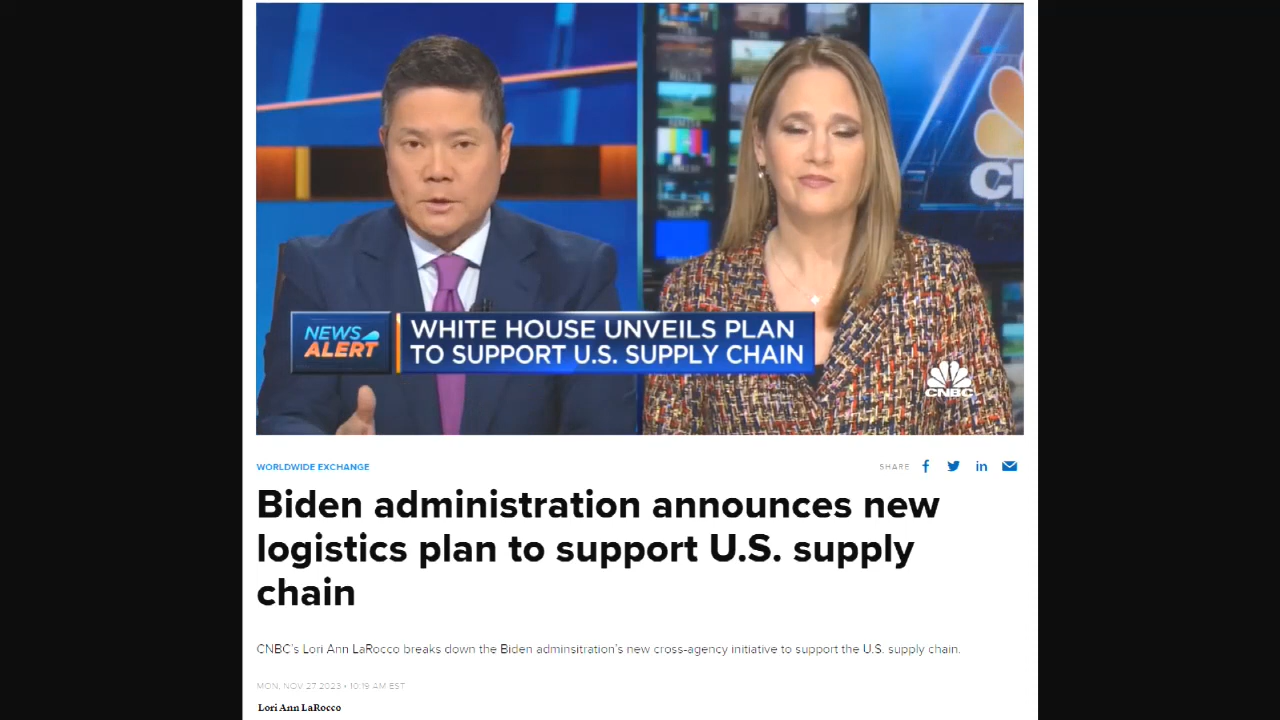 NEWS
ALERT
WHITE HOUSE UNVEILS PLAN
TO SUPPORT U.S. SUPPLY CHAIN
CNBC
WORLDWIDE EXCHANGE
SHARE
Biden administration announces new
logistics plan to support U.S. supply
chain
CNBC's Lori Ann LaRocco breaks down the Biden adminsitration's new cross-agency initiative to support the U.S. supply chain.
MON, NOV 27 2023 • 10:19 AM EST
Lori Ann LaRocco